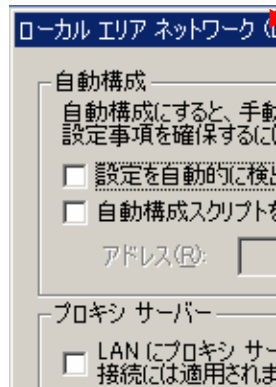 ローカル エリア ネットワーク (
自動構成
自動構成にすると、手動
設定事項を確保するに
設定を自動的に検出
自動構成スクリプトを
アドレス(R):
プロキシ サーバー
LAN にプロキシ サー
接続には適用されま